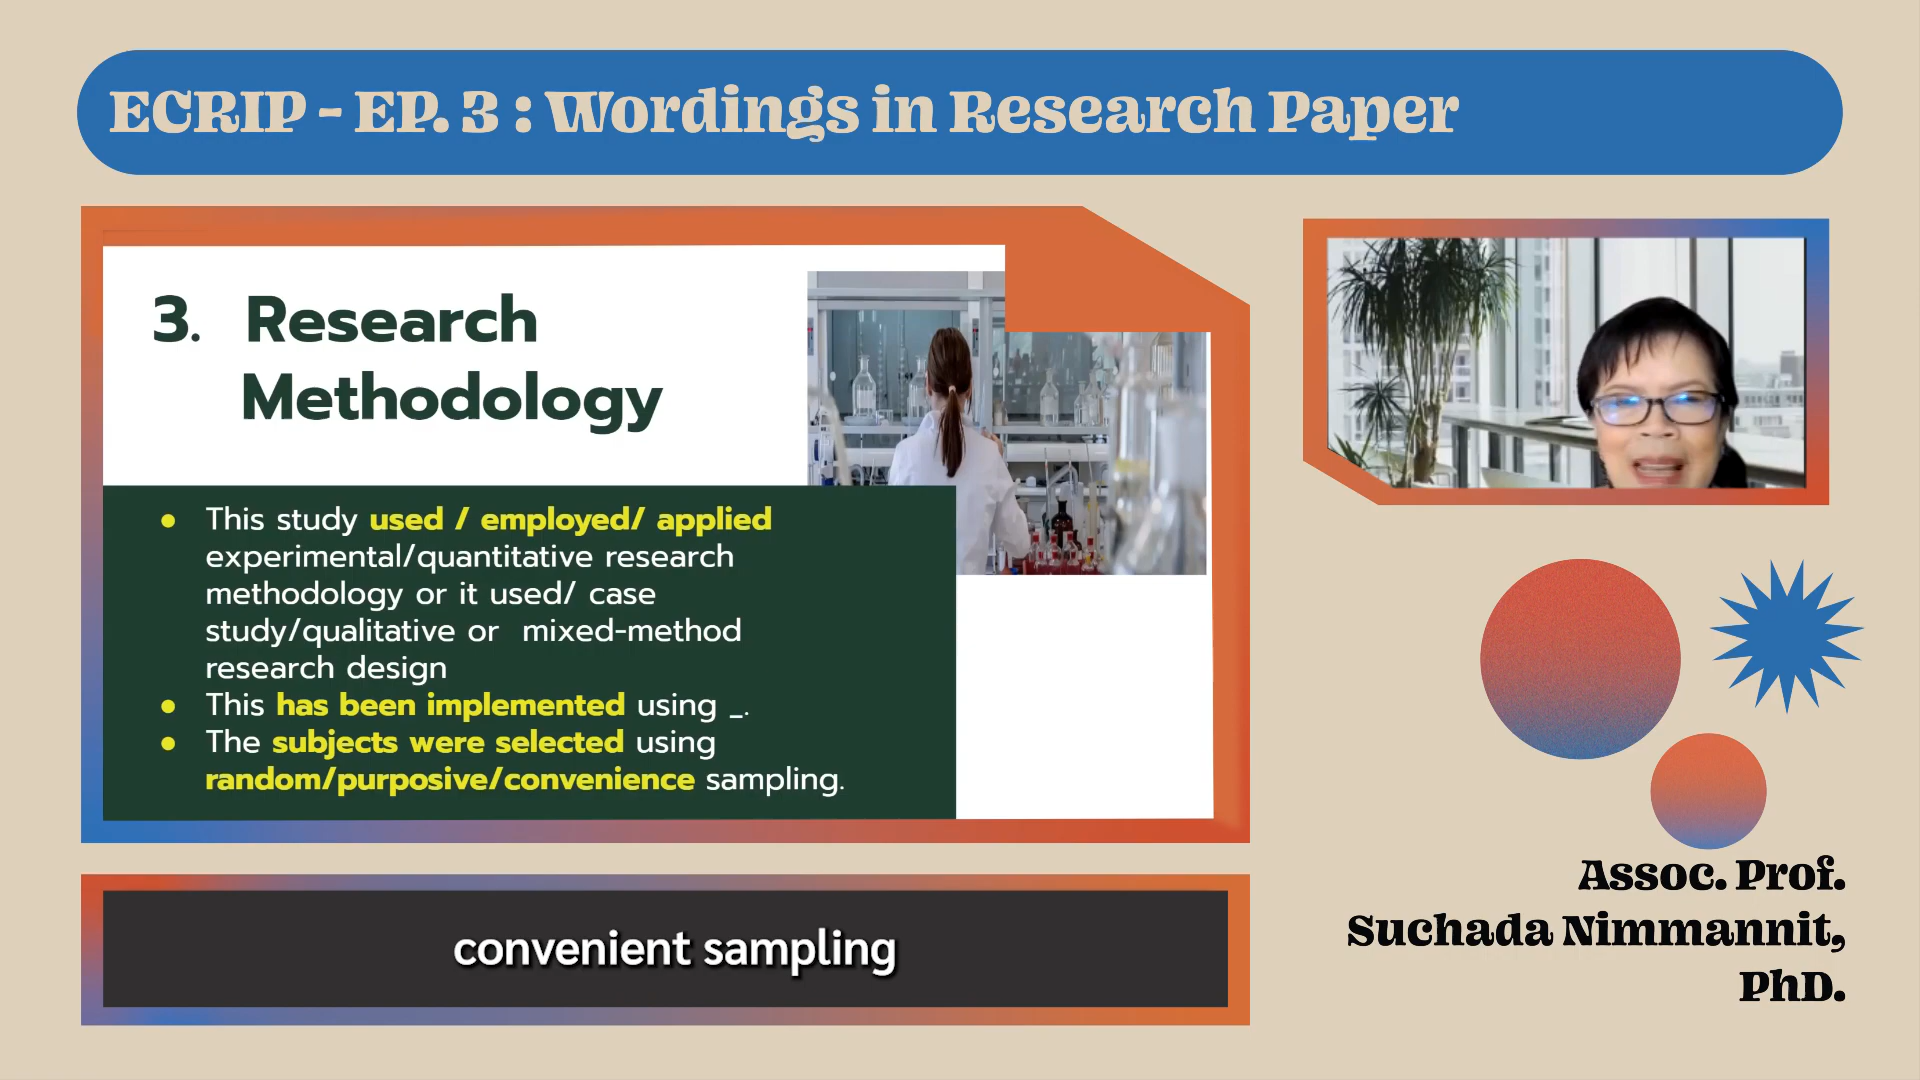 ECRIP - EP. 3 : Wordings in Research Paper
3. Research
Methodology
● This study used / employed/ applied
experimental/quantitative research
methodology or it used/ case
study/qualitative or mixed-method
research design
● This has been implemented using _.
● The subjects were selected using
random/purposive/convenience sampling.
convenient sampling
Assoc. Prof.
Suchada Nimmannit,
PhD.